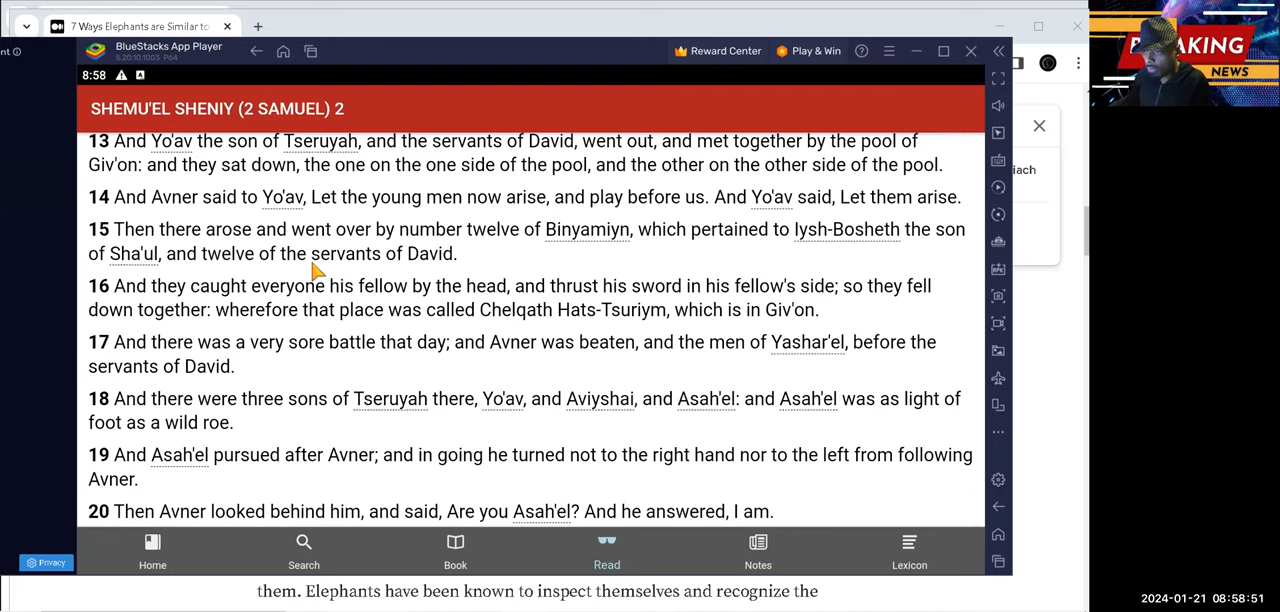 7 Ways Elephants are Similar to
ent
BlueStacks App Player
5.20.10.1003 P64
Reward Center
Play & Win
8:58
SHEMU'EL SHENIY (2 SAMUEL) 2
13 And Yo'av the son of Tseruyah, and the servants of David, went out, and met together by the pool of
Giv'on: and they sat down, the one on the one side of the pool, and the other on the other side of the pool.
14 And Avner said to Yo'av, Let the young men now arise, and play before us. And Yo'av said, Let them arise.
15 Then there arose and went over by number twelve of Binyamiyn, which pertained to Iysh-Bosheth the son
of Sha'ul, and twelve of the servants of David.
16 And they caught everyone his fellow by the head, and thrust his sword in his fellow's side; so they fell
down together: wherefore that place was called Chelqath Hats-Tsuriym, which is in Giv'on.
17 And there was a very sore battle that day; and Avner was beaten, and the men of Yashar'el, before the
servants of David.
18 And there were three sons of Tseruyah there, Yo'av, and Aviyshai, and Asah'el: and Asah'el was as light of
foot as a wild roe.
19 And Asah'el pursued after Avner; and in going he turned not to the right hand nor to the left from following
Avner.
20 Then Avner looked behind him, and said, Are you Asah'el? And he answered, I am.
Home
Search
Book
Read
Notes
Lexicon
Privacy
them. Elephants have been known to inspect themselves and recognize the
iach
BREAKING
NEWS
2024-01-21 08:58:51